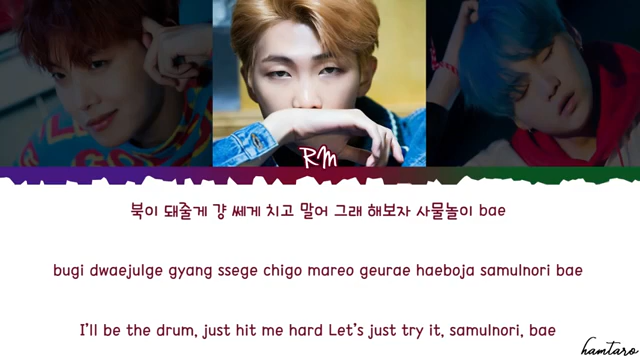 RM
북이 돼줄게 걍 쎄게 치고 말어 그래 해보자 사물놀이 bae
bugi dwaejulge gyang ssege chigo mareo geurae haeboja samulnori bae
I'll be the drum, just hit me hard Let's just try it, samulnori, bae
hamtaro